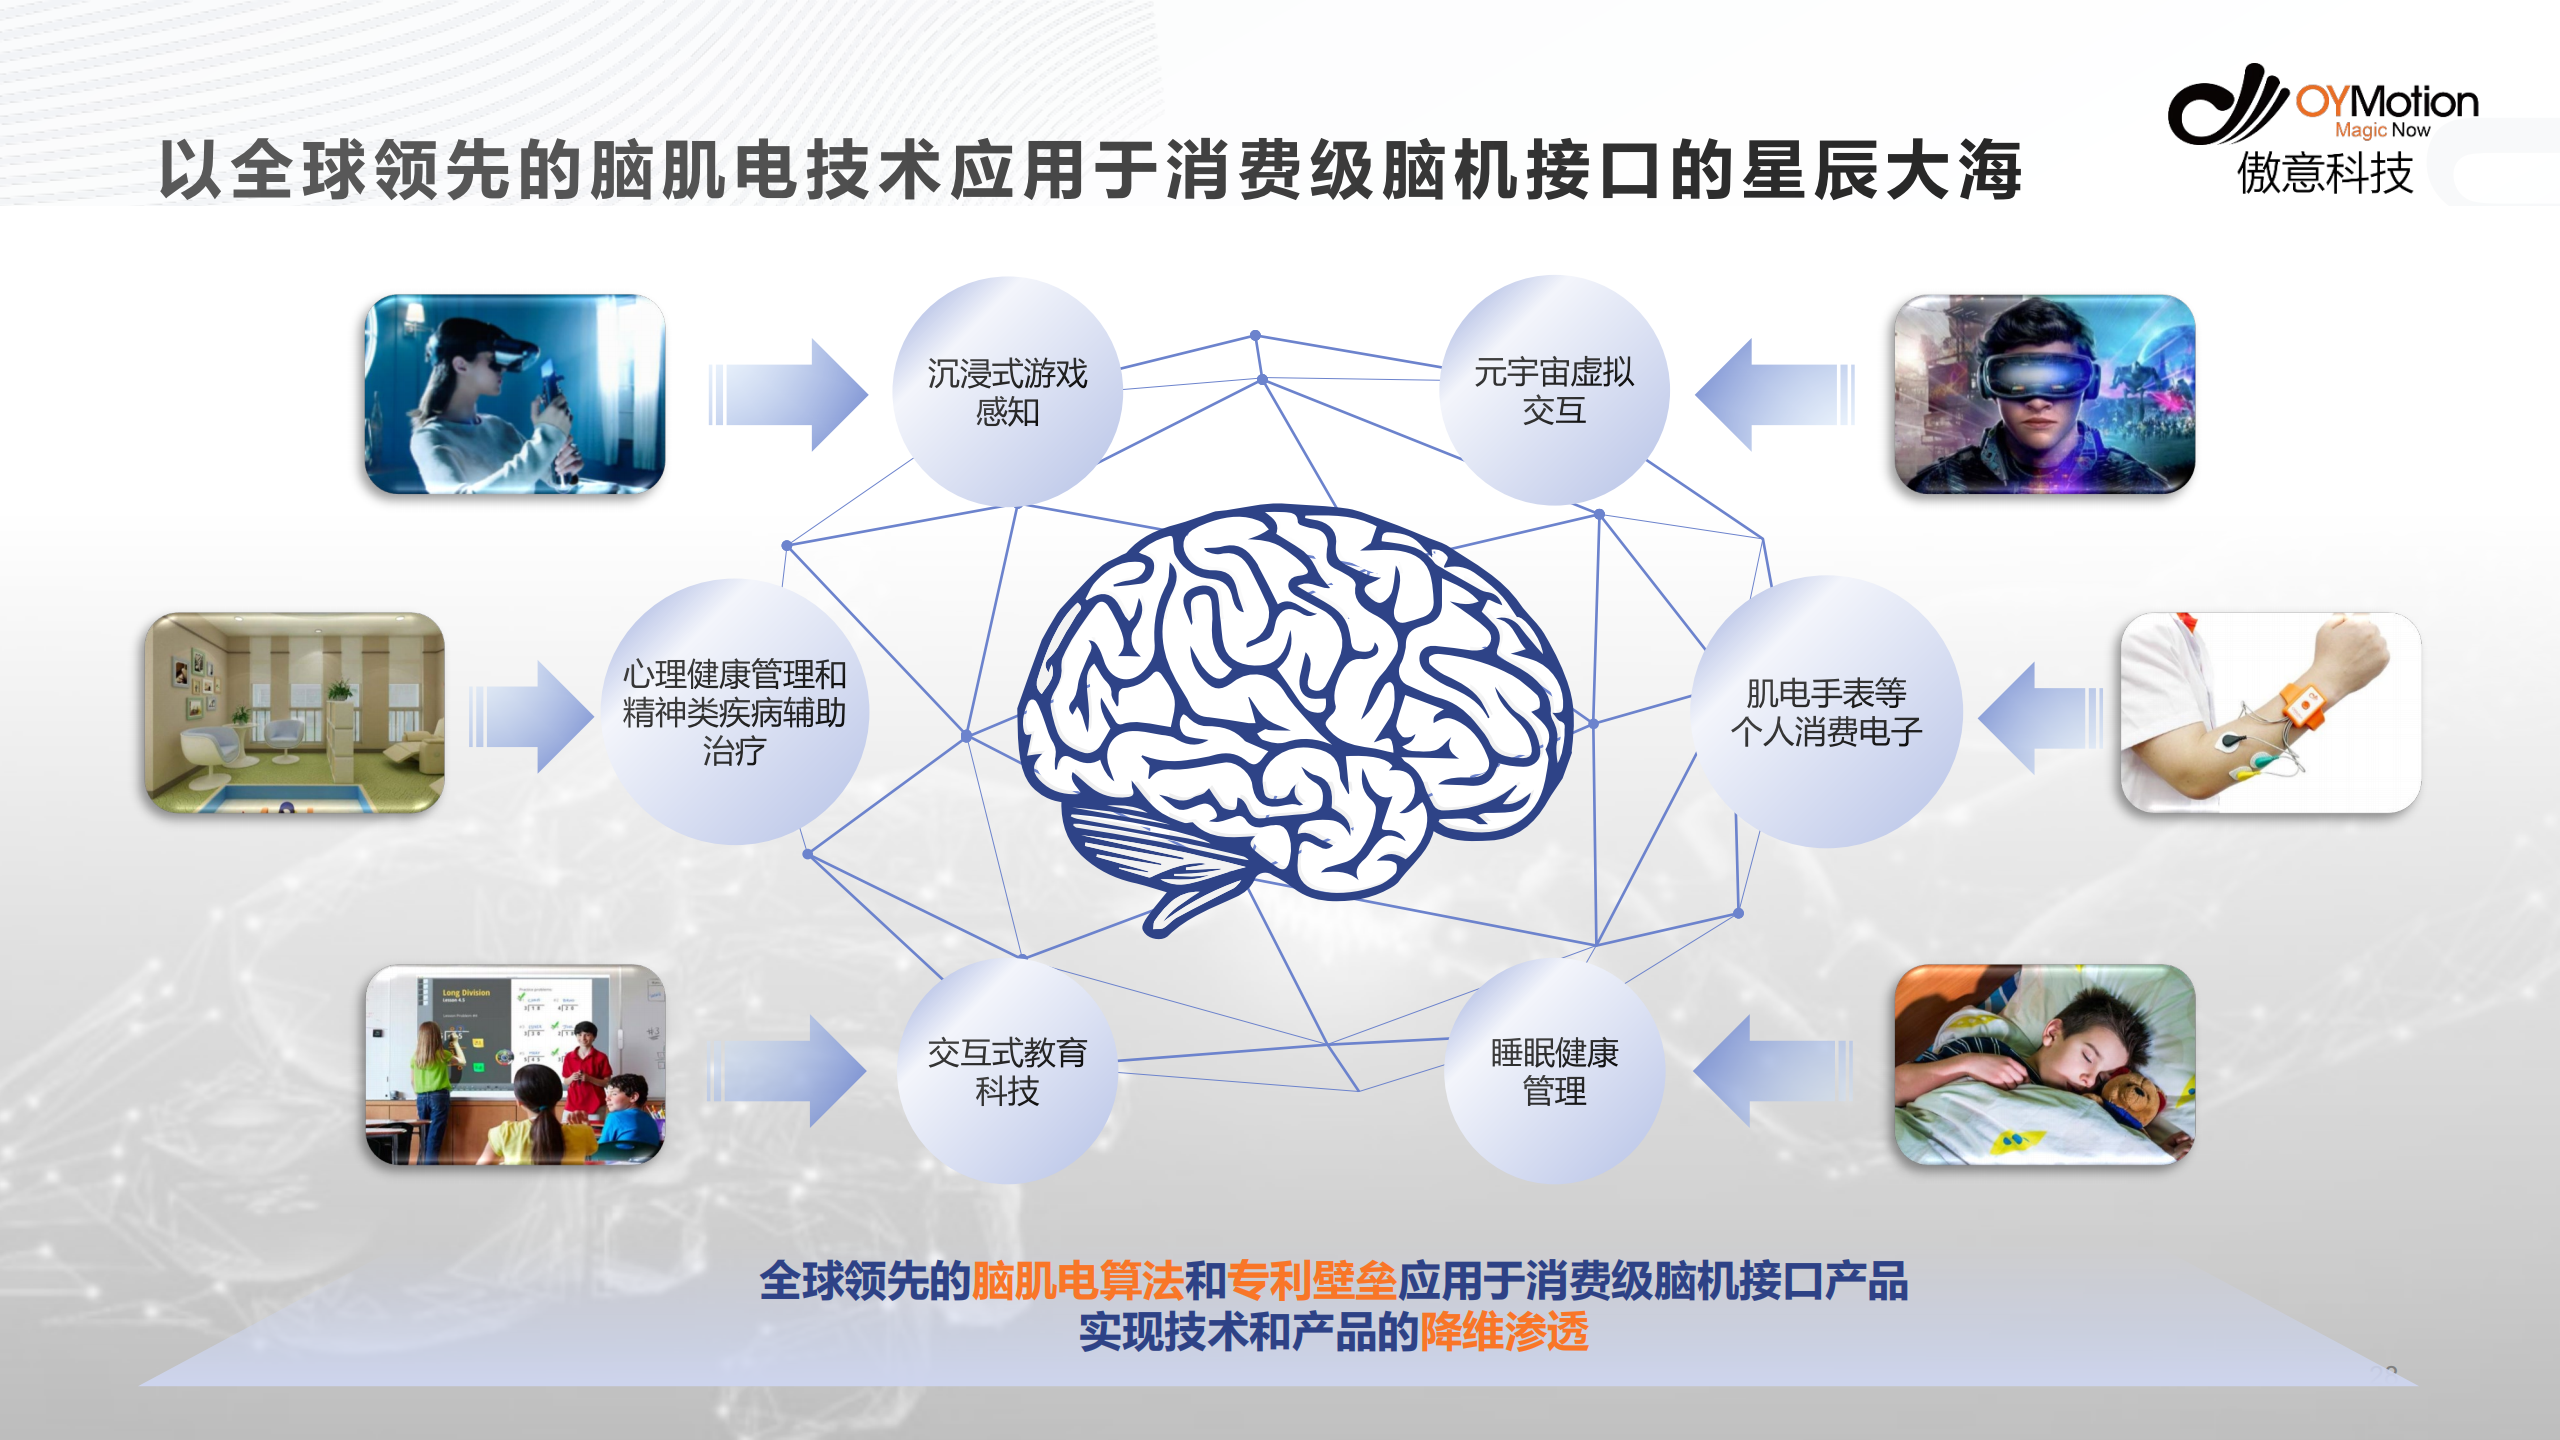 以全球领先的脑肌电技术应用于消费级脑机接口的星辰大海
OYMotion
Magic Now
傲意科技
沉浸式游戏
感知
元宇宙虚拟
交互
心理健康管理和
精神类疾病辅助
治疗
肌电手表等
个人消费电子
Long Division
交互式教育
科技
睡眠健康
管理
全球领先的脑肌电算法和专利壁垒应用于消费级脑机接口产品
实现技术和产品的降维渗透